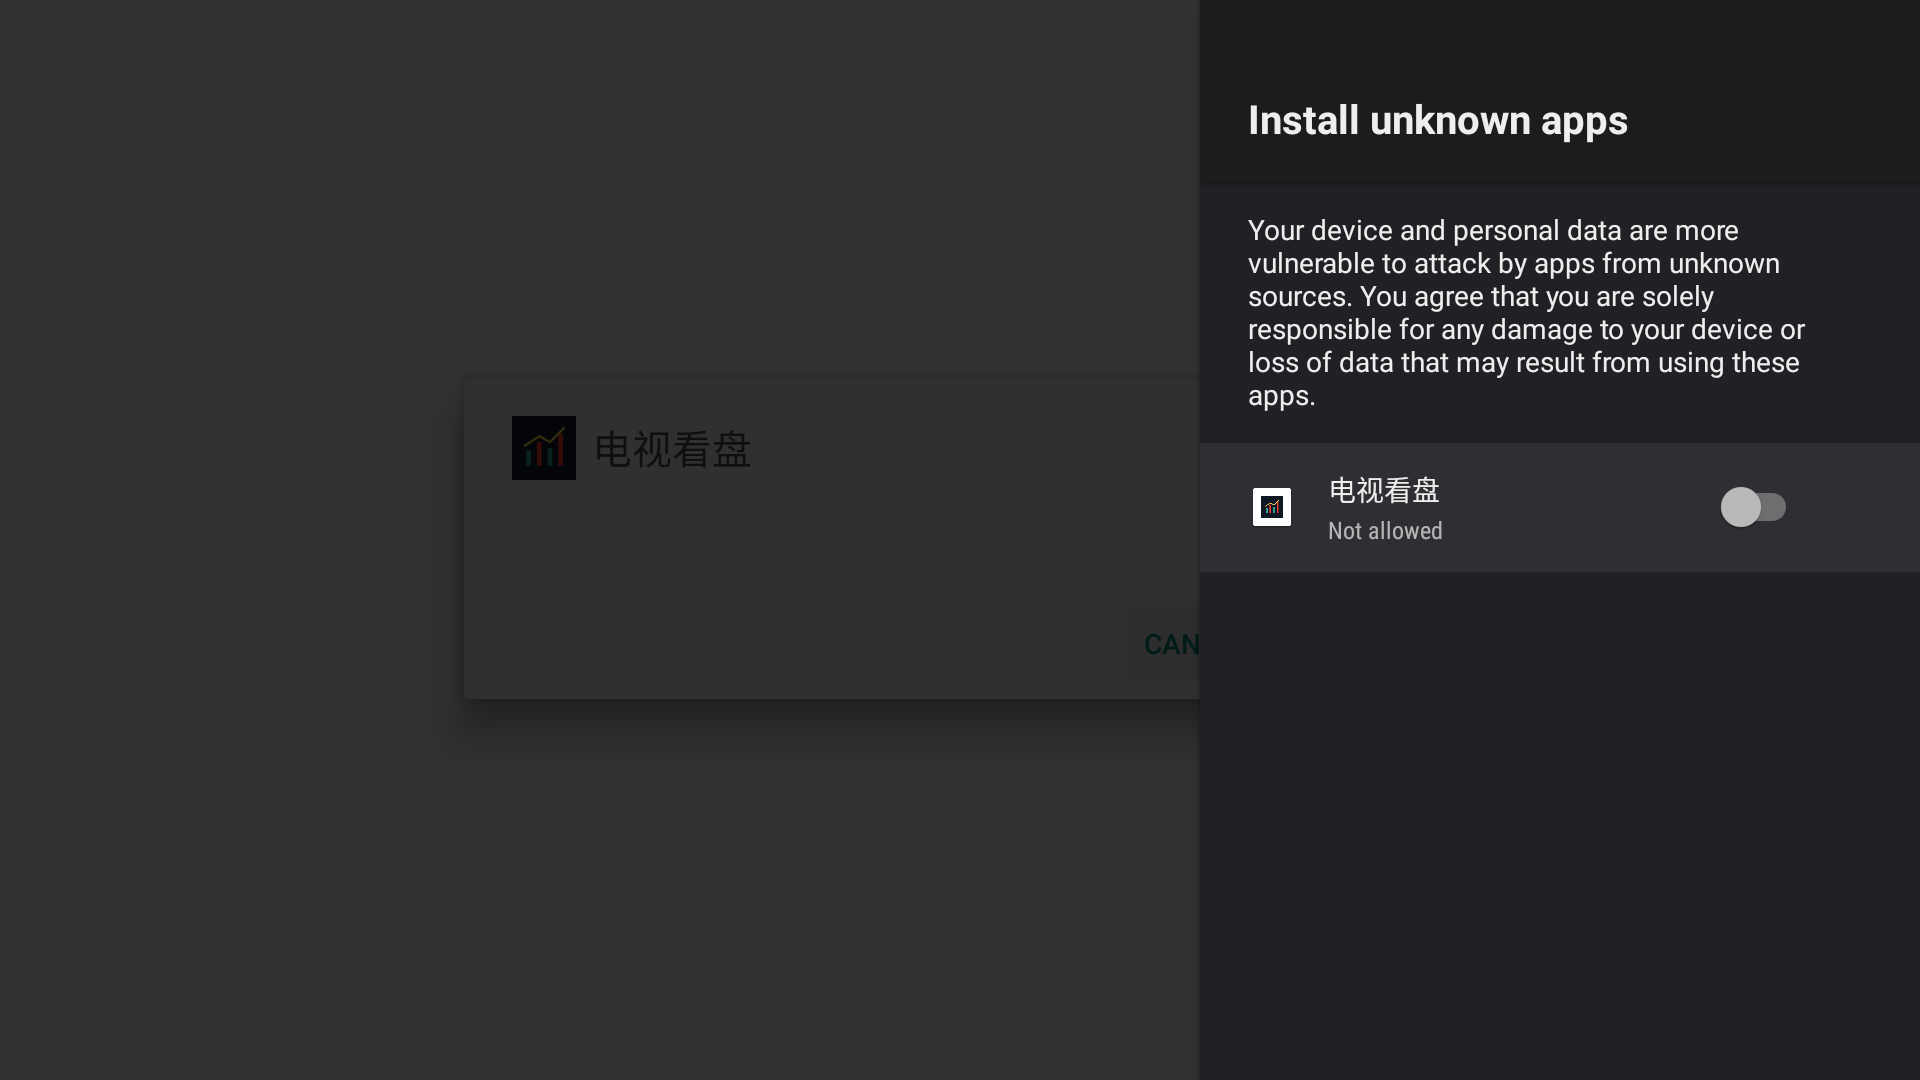 Install unknown apps
Your device and personal data are more
vulnerable to attack by apps from unknown
sources. You agree that you are solely
responsible for any damage to your device or
loss of data that may result from using these
apps.
电视看盘
Not allowed
电视看盘
CAN